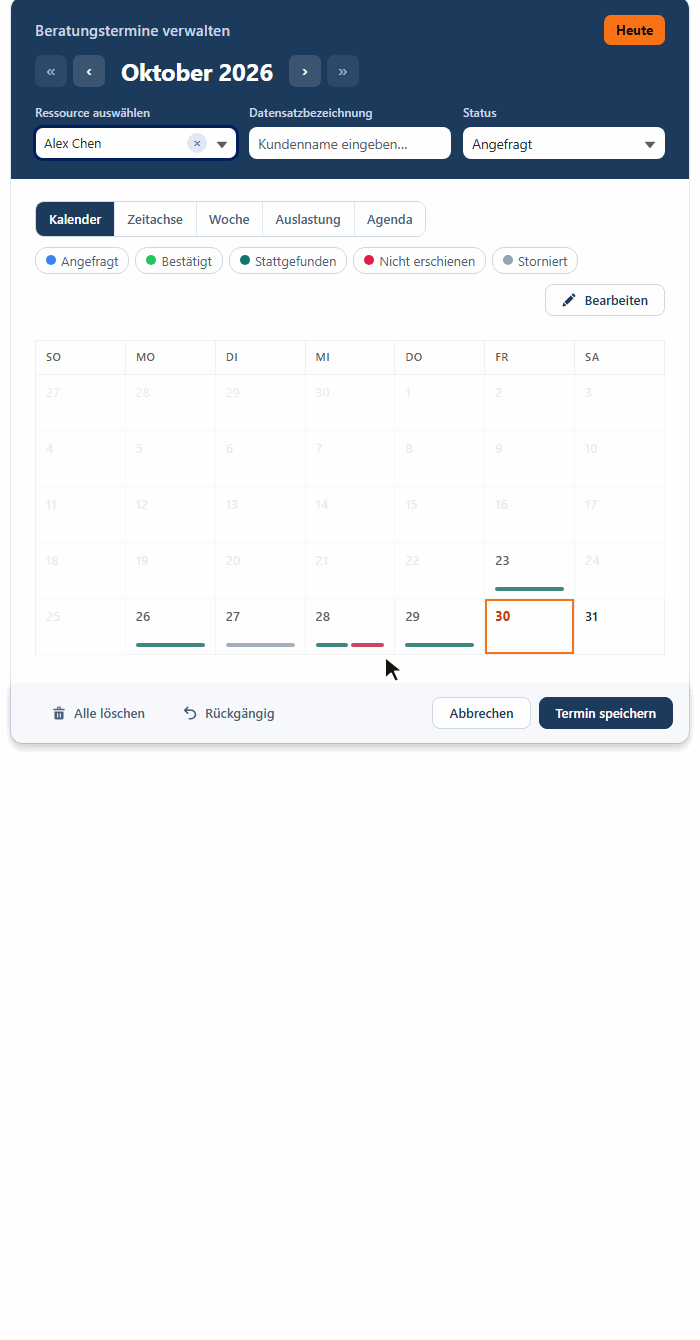 Beratungstermine verwalten
Heute
« ‹ Oktober 2026 › »
Ressource auswählen Datensatzbezeichnung Status
Alex Chen × Kundenname eingeben... Angefragt
Kalender Zeitachse Woche Auslastung Agenda
Angefragt Bestätigt Stattgefunden Nicht erschienen Storniert
Bearbeiten
SO MO DI MI DO FR SA
27 28 29 30 1 2 3
4 5 6 7 8 9 10
11 12 13 14 15 16 17
18 19 20 21 22 23 24
25 26 27 28 29 30 31
Alle löschen Rückgängig Abbrechen Termin speichern